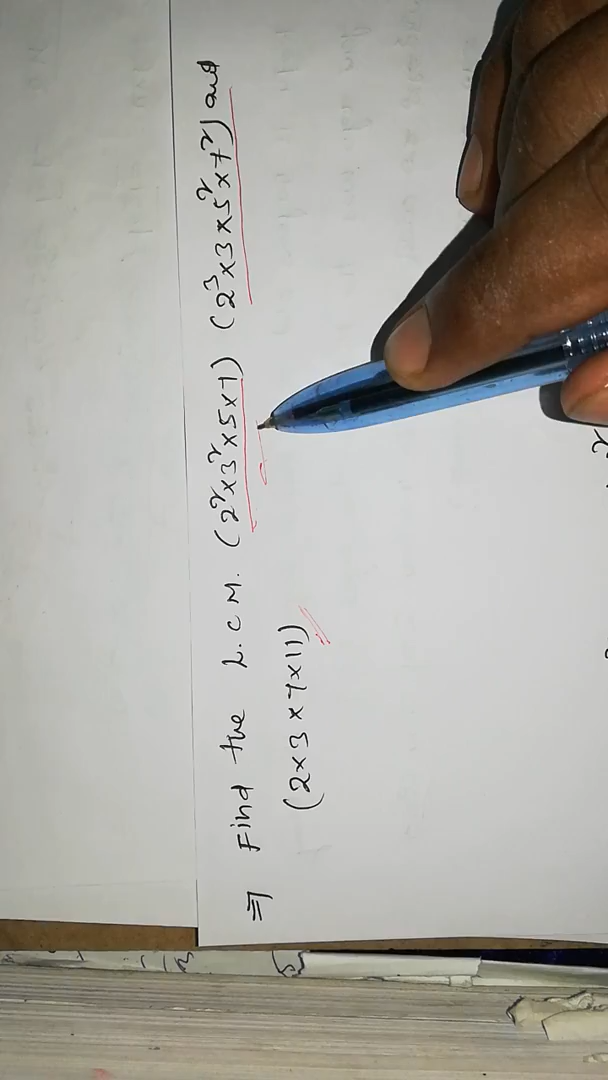 ⇒ Find the L.C.M. (2²×3²×5×7) (2³×3×5²×7²) and
(2×3×7×11)